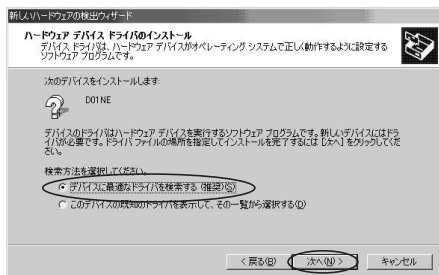 新しいハードウェアの検出ウィザード
ハードウェア デバイス ドライバのインストール
デバイス ドライバは、ハードウェア デバイスがオペレーティング システムで正しく動作するように設定する
ソフトウェア プログラムです。
次のデバイスをインストールします:
D01NE
デバイスのドライバはハードウェア デバイスを実行するソフトウェア プログラムです。新しいデバイスにはドラ
イバが必要です。ドライバ ファイルの場所を指定してインストールを完了するには [次へ] をクリックしてくだ
さい。
検索方法を選択してください。
デバイスに最適なドライバを検索する (推奨)(S)
このデバイスの既知のドライバを表示して、その一覧から選択する(D)
< 戻る(B) 次へ(N) > キャンセル